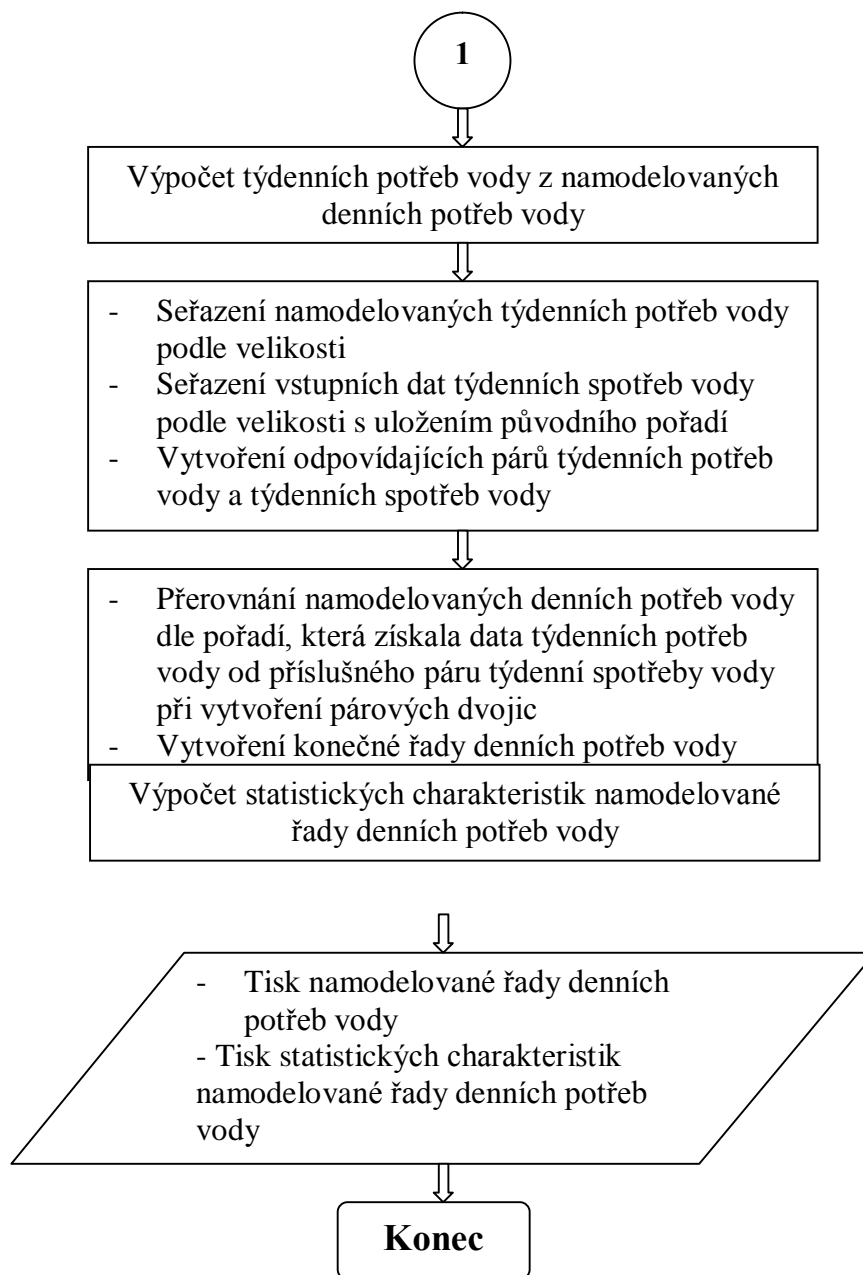 1
Výpočet týdenních potřeb vody z namodelovaných
denních potřeb vody
- Seřazení namodelovaných týdenních potřeb vody
podle velikosti
- Seřazení vstupních dat týdenních spotřeb vody
podle velikosti s uložením původního pořadí
- Vytvoření odpovídajících párů týdenních potřeb
vody a týdenních spotřeb vody
- Přerovnání namodelovaných denních potřeb vody
dle pořadí, která získala data týdenních potřeb
vody od příslušného páru týdenní spotřeby vody
při vytvoření párových dvojic
- Vytvoření konečné řady denních potřeb vody
Výpočet statistických charakteristik namodelované
řady denních potřeb vody
- Tisk namodelované řady denních
potřeb vody
- Tisk statistických charakteristik
namodelované řady denních potřeb
vody
Konec